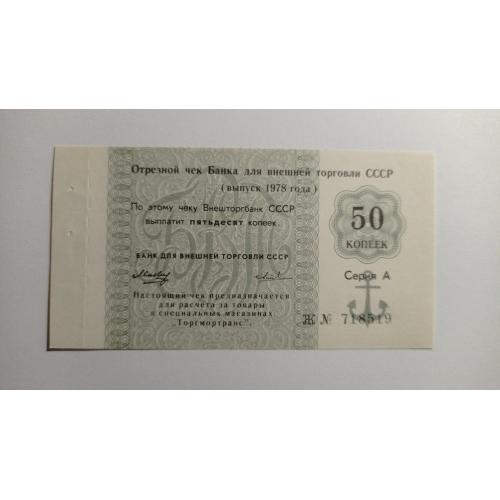 Отрезной чек Банка для внешней торговли СССР
( выпуск 1978 года )
По этому чеку Внешторгбанк СССР
выплатит пятьдесят копеек.
50
КОПЕЕК
БАНК ДЛЯ ВНЕШНЕЙ ТОРГОВЛИ СССР
Серия А
Настоящий чек предназначается
для расчета за товары
в специальных магазинах
"Торгмортранс".
Ж № 718519